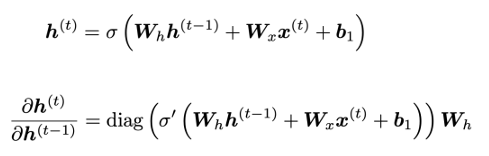 h^{(t)} = σ (W_h h^{(t−1)} + W_x x^{(t)} + b_1)
∂h^{(t)} / ∂h^{(t−1)} = diag (σ′ (W_h h^{(t−1)} + W_x x^{(t)} + b_1)) W_h